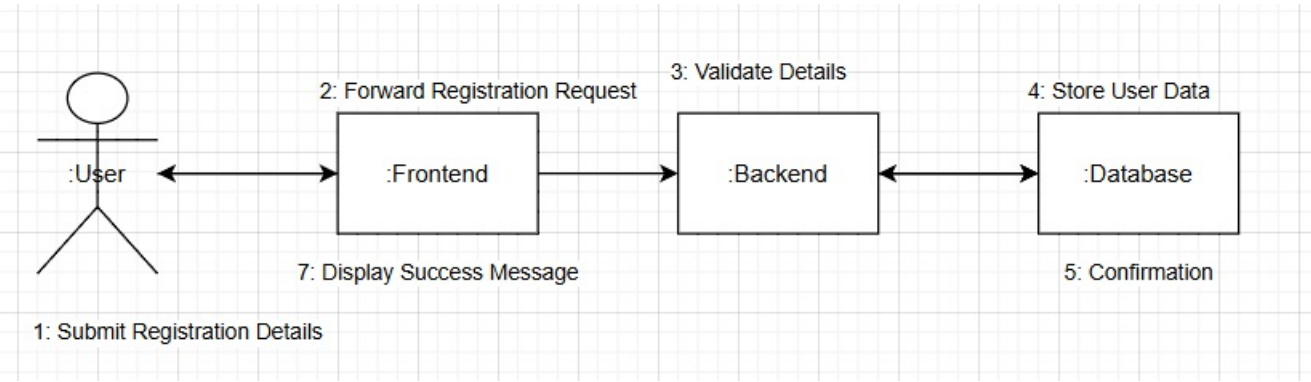 3: Validate Details
2: Forward Registration Request
4: Store User Data
:User
:Frontend
:Backend
:Database
7: Display Success Message
5: Confirmation
1: Submit Registration Details